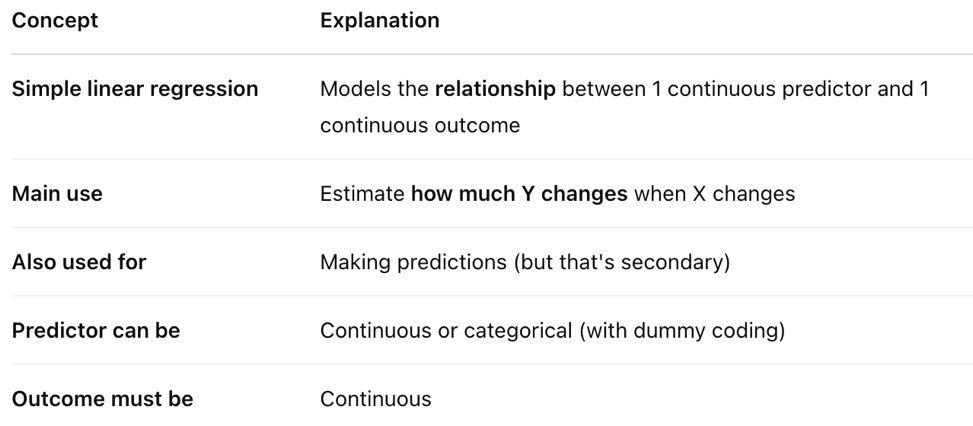 Concept Explanation
Simple linear regression Models the relationship between 1 continuous predictor and 1
continuous outcome
Main use Estimate how much Y changes when X changes
Also used for Making predictions (but that's secondary)
Predictor can be Continuous or categorical (with dummy coding)
Outcome must be Continuous